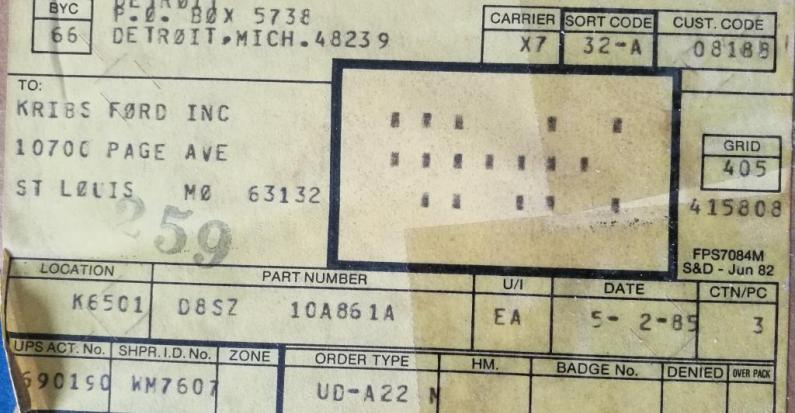 BYC
66
DETRØIT
P.Ø. BØX 5738
DETRØIT,MICH.48239
CARRIER SORT CODE CUST. CODE
X7 32-A 08188
TO:
KRIBS FØRD INC
10700 PAGE AVE
ST LØUIS MØ 63132
259
GRID
405
415808
FPS7084M
S&D - Jun 82
LOCATION PART NUMBER U/I DATE CTN/PC
K6501 D8SZ 10A861A EA 5- 2-85 3
UPS ACT. No. SHPR. I.D. No. ZONE ORDER TYPE HM. BADGE No. DENIED OVER PACK
690190 WM7607 UD-A22 N